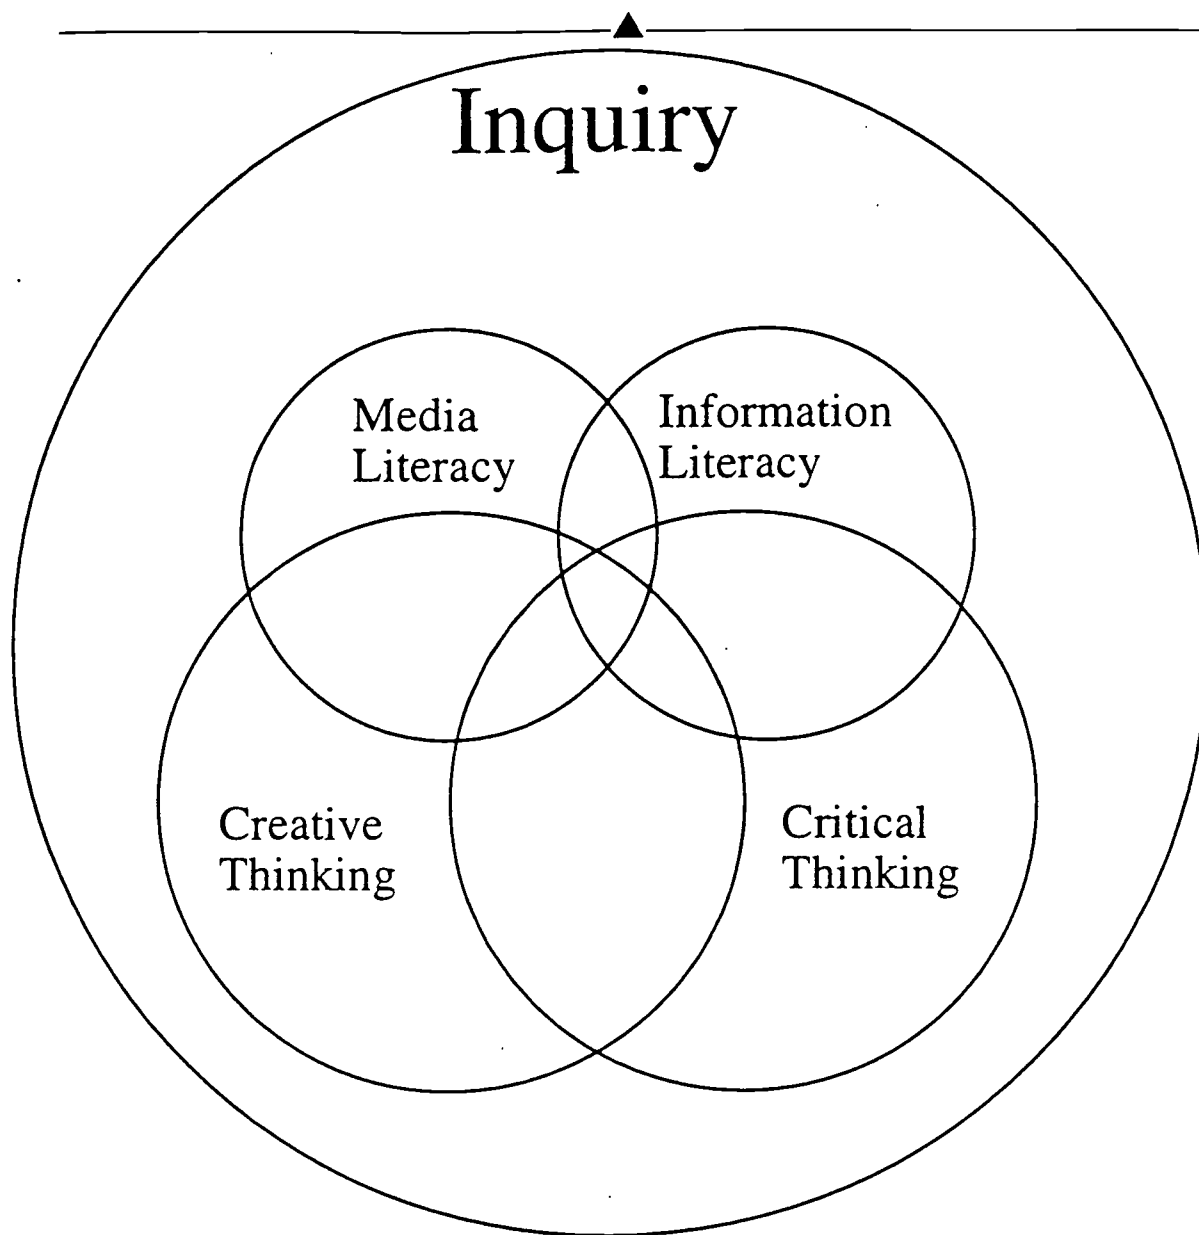 Inquiry
Media
Literacy
Information
Literacy
Creative
Thinking
Critical
Thinking